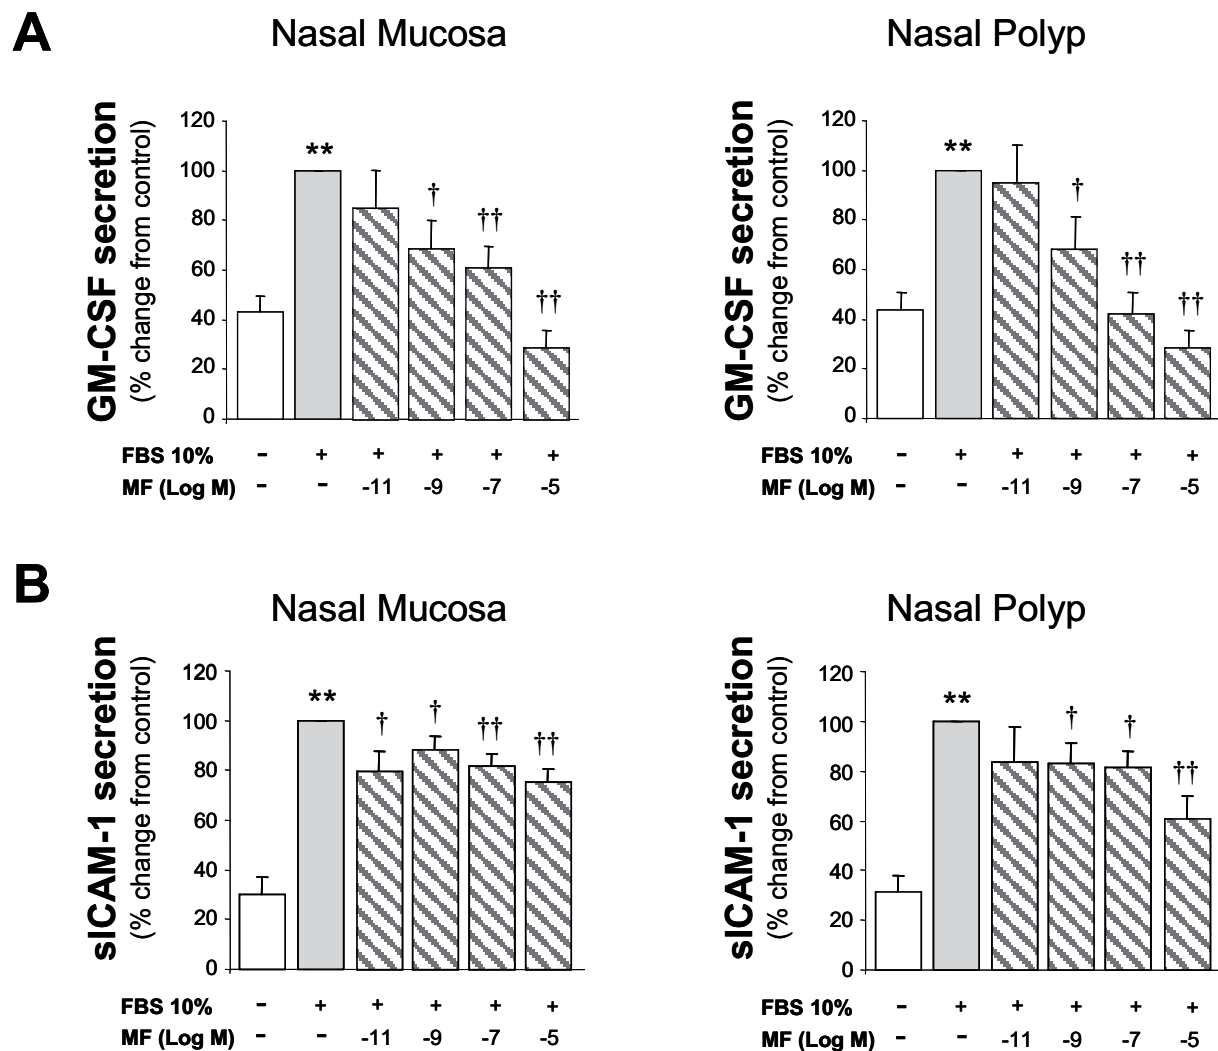 A
Nasal Mucosa
Nasal Polyp
GM-CSF secretion
(% change from control)
120
100
80
60
40
20
0
**
†
††
††
FBS 10% - + + + + +
MF (Log M) - - -11 -9 -7 -5
GM-CSF secretion
(% change from control)
120
100
80
60
40
20
0
**
†
††
††
FBS 10% - + + + + +
MF (Log M) - - -11 -9 -7 -5
B
Nasal Mucosa
Nasal Polyp
sICAM-1 secretion
(% change from control)
120
100
80
60
40
20
0
**
†
†
††
††
FBS 10% - + + + + +
MF (Log M) - - -11 -9 -7 -5
sICAM-1 secretion
(% change from control)
120
100
80
60
40
20
0
**
†
†
††
FBS 10% - + + + + +
MF (Log M) - - -11 -9 -7 -5